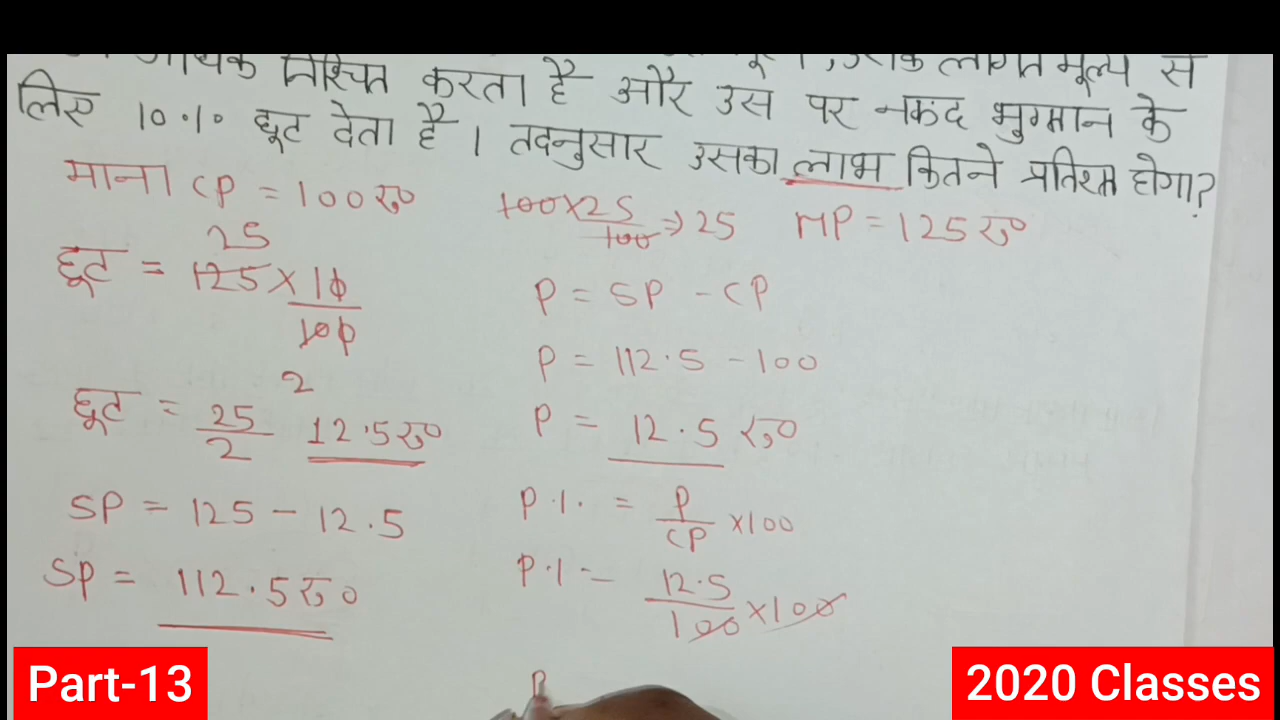 निश्चित करता है और उस पर नकद भुगतान के
लिए 10% छूट देता है । तदनुसार उसका लाभ कितने प्रतिशत होगा?
माना CP = 100रु०
100×25/100 ⇒ 25 MP = 125रु०
25
छूट = 125 × 10/100
2
छूट = 25/2 12.5रु०
SP = 125 - 12.5
SP = 112.5रु०
P = SP - CP
P = 112.5 - 100
P = 12.5 रु०
P.1. = P/CP ×100
P.1 = 12.5/100 ×100
P
Part-13
2020 Classes